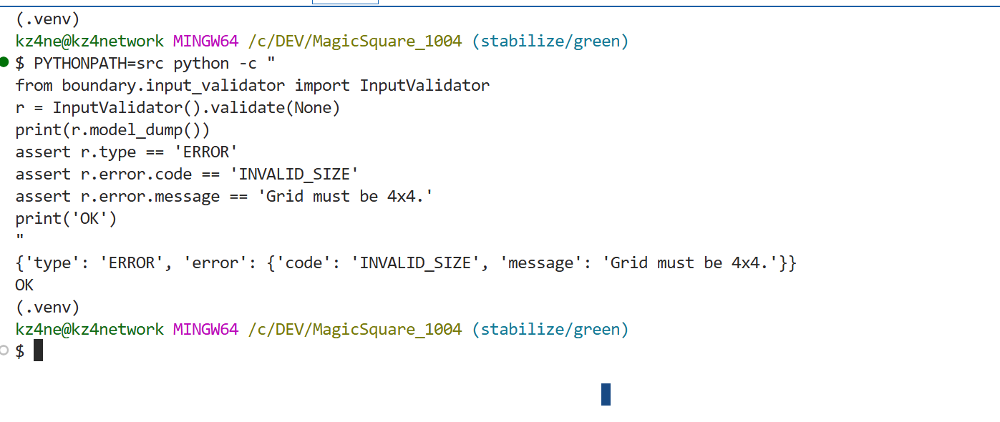 (.venv)
kz4ne@kz4network MINGW64 /c/DEV/MagicSquare_1004 (stabilize/green)
$ PYTHONPATH=src python -c "
from boundary.input_validator import InputValidator
r = InputValidator().validate(None)
print(r.model_dump())
assert r.type == 'ERROR'
assert r.error.code == 'INVALID_SIZE'
assert r.error.message == 'Grid must be 4x4.'
print('OK')
"
{'type': 'ERROR', 'error': {'code': 'INVALID_SIZE', 'message': 'Grid must be 4x4.'}}
OK
(.venv)
kz4ne@kz4network MINGW64 /c/DEV/MagicSquare_1004 (stabilize/green)
$